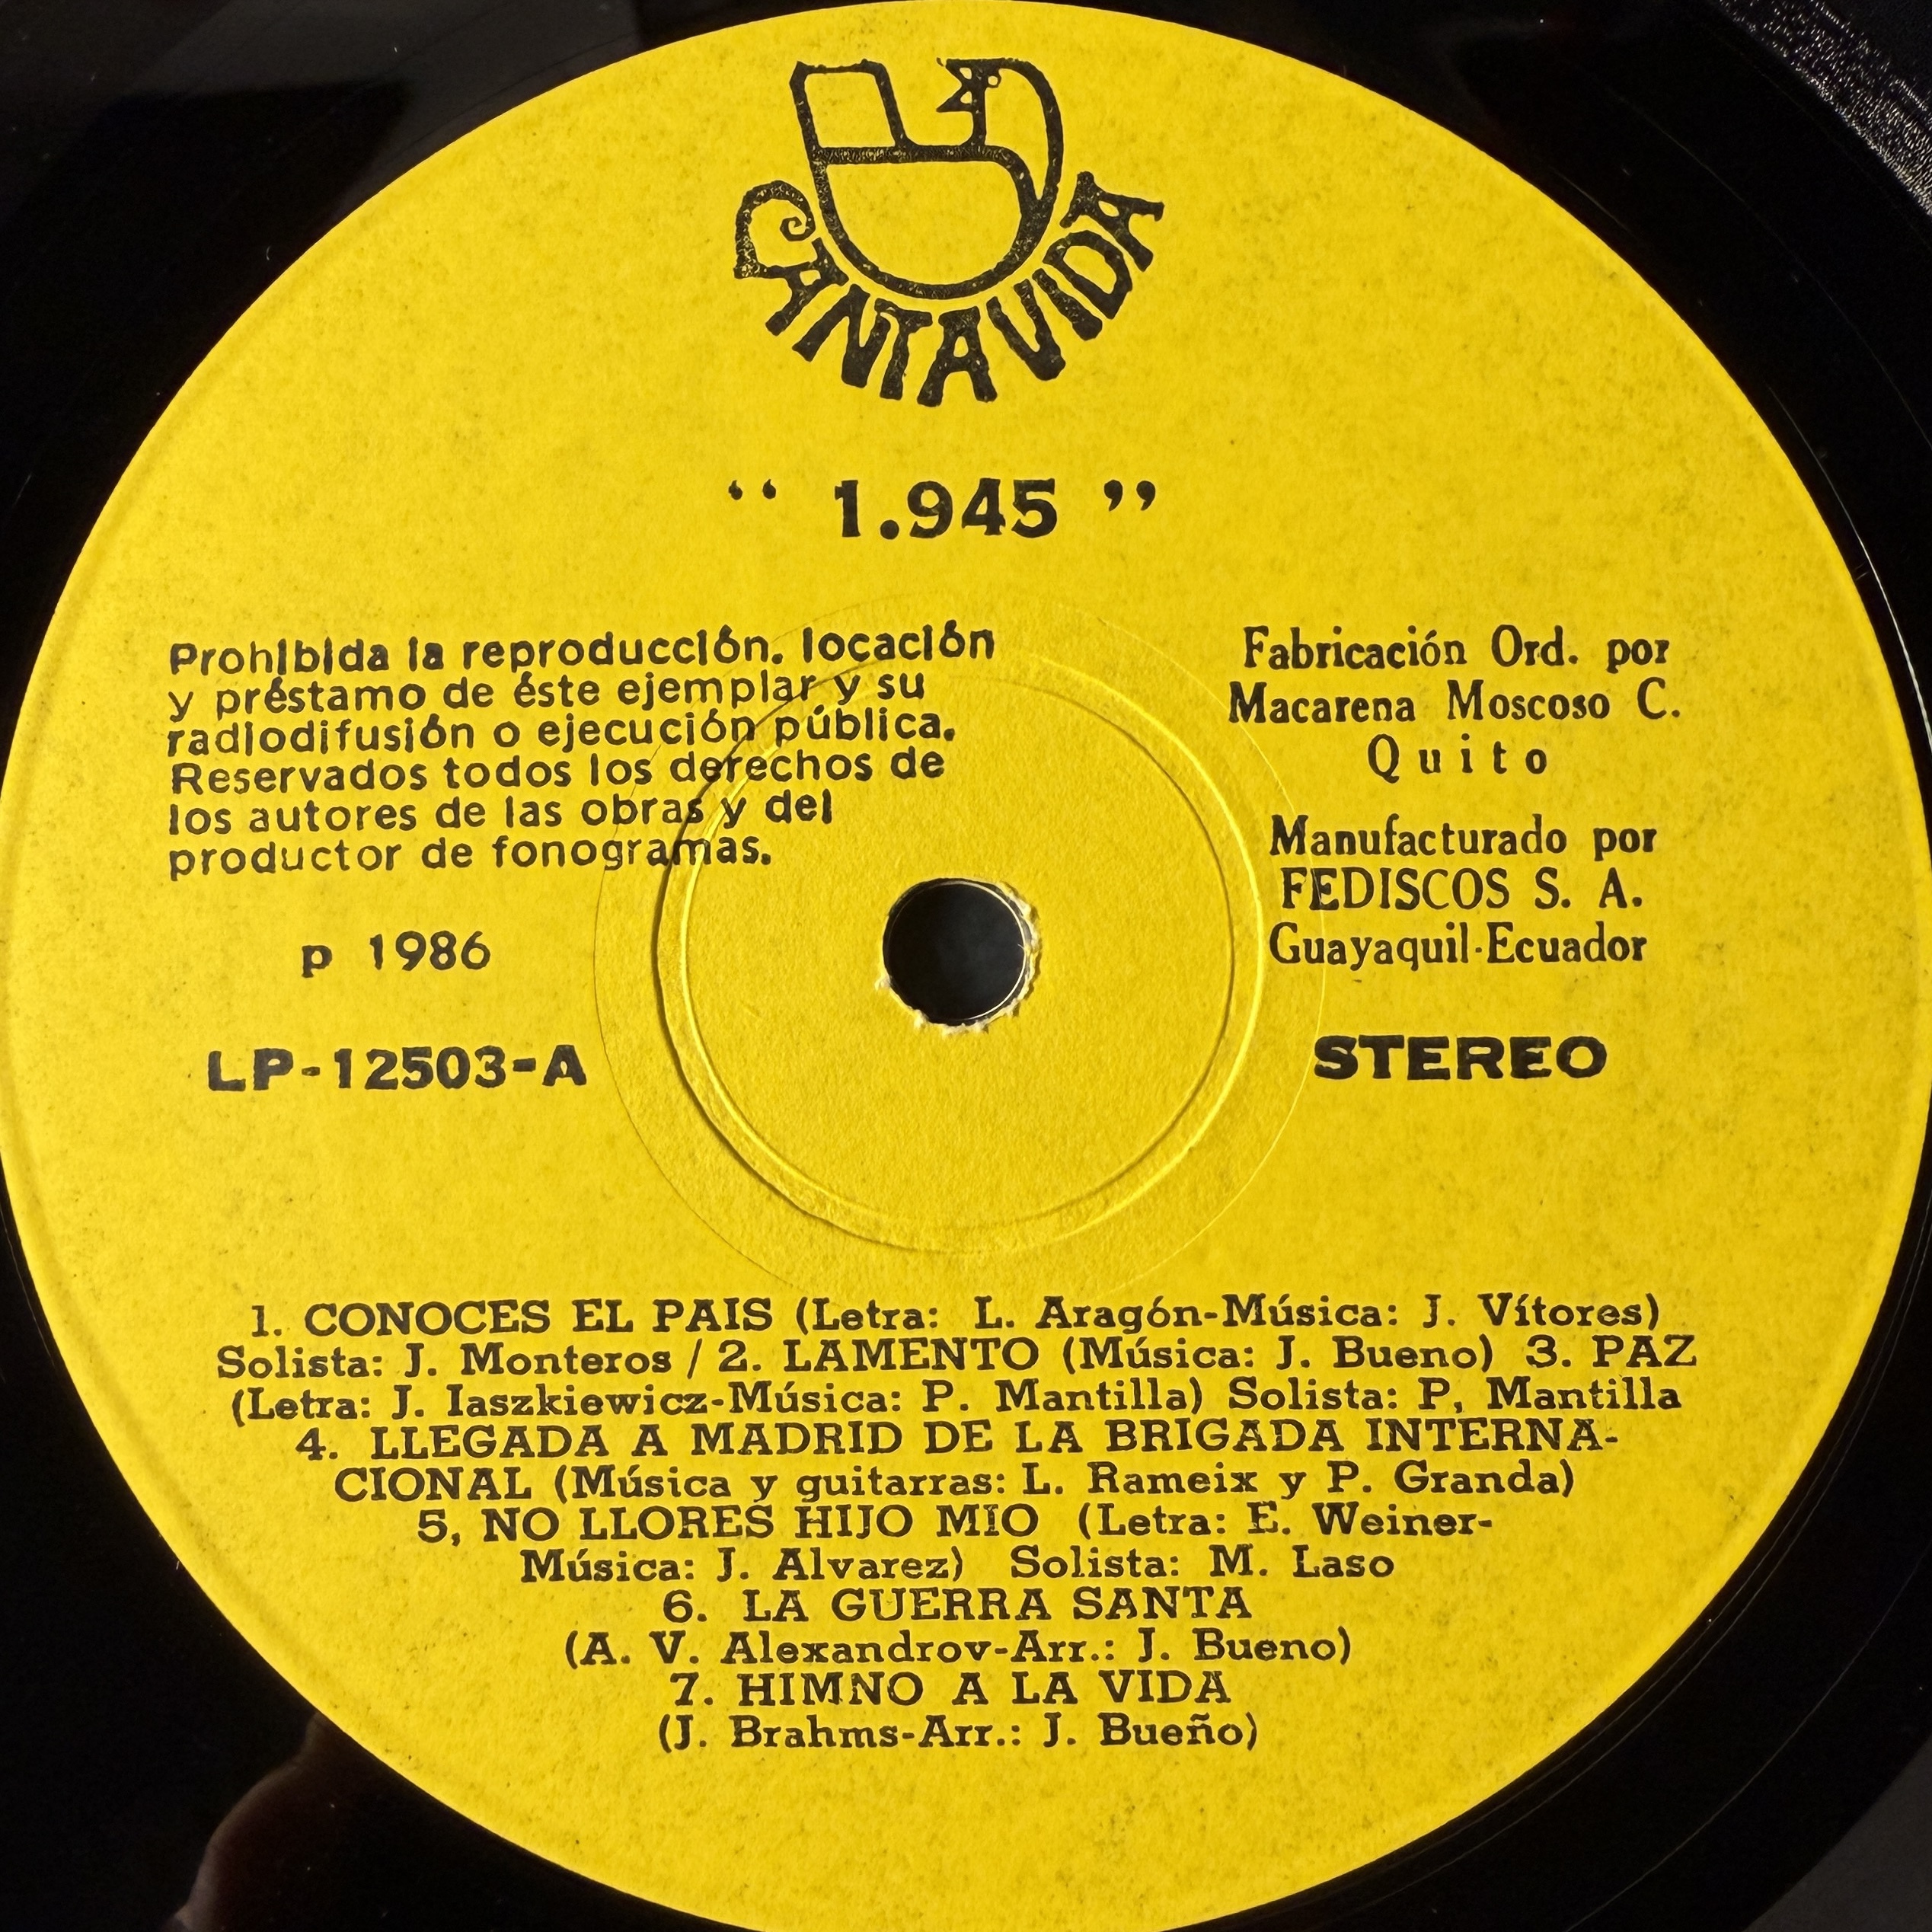 CANTAVIDA
“ 1.945 ”
Prohibida la reproducción. locación
y préstamo de éste ejemplar y su
radiodifusión o ejecución pública.
Reservados todos los derechos de
los autores de las obras y del
productor de fonogramas.
p 1986
LP-12503-A
Fabricación Ord. por
Macarena Moscoso C.
Quito
Manufacturado por
FEDISCOS S. A.
Guayaquil-Ecuador
STEREO
1. CONOCES EL PAIS (Letra: L. Aragón-Música: J. Vítores)
Solista: J. Monteros / 2. LAMENTO (Música: J. Bueno) 3. PAZ
(Letra: J. Iaszkiewicz-Música: P. Mantilla) Solista: P, Mantilla
4. LLEGADA A MADRID DE LA BRIGADA INTERNA-
CIONAL (Música y guitarras: L. Rameix y P. Granda)
5, NO LLORES HIJO MIO (Letra: E. Weiner-
Música: J. Alvarez) Solista: M. Laso
6. LA GUERRA SANTA
(A. V. Alexandrov-Arr.: J. Bueno)
7. HIMNO A LA VIDA
(J. Brahms-Arr.: J. Bueño)